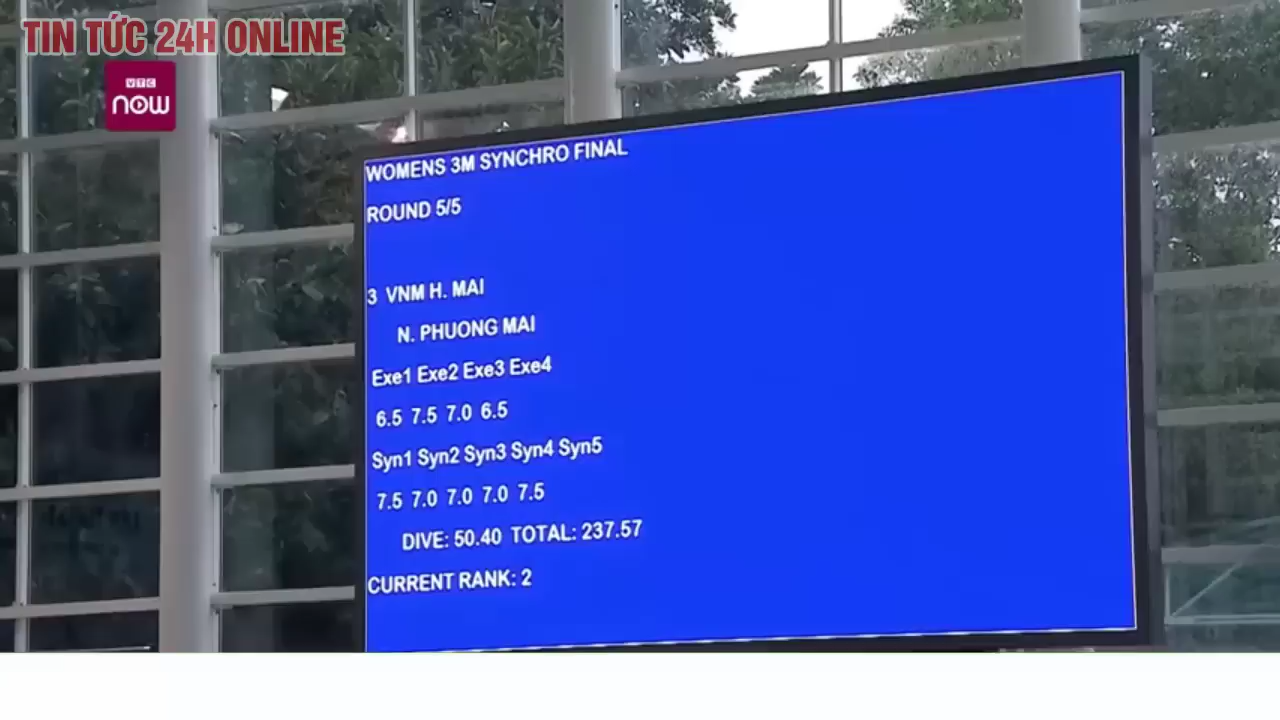 TIN TỨC 24H ONLINE
VTC
now
WOMENS 3M SYNCHRO FINAL
ROUND 5/5
3 VNM H. MAI
N. PHUONG MAI
Exe1 Exe2 Exe3 Exe4
6.5 7.5 7.0 6.5
Syn1 Syn2 Syn3 Syn4 Syn5
7.5 7.0 7.0 7.0 7.5
DIVE: 50.40 TOTAL: 237.57
CURRENT RANK: 2